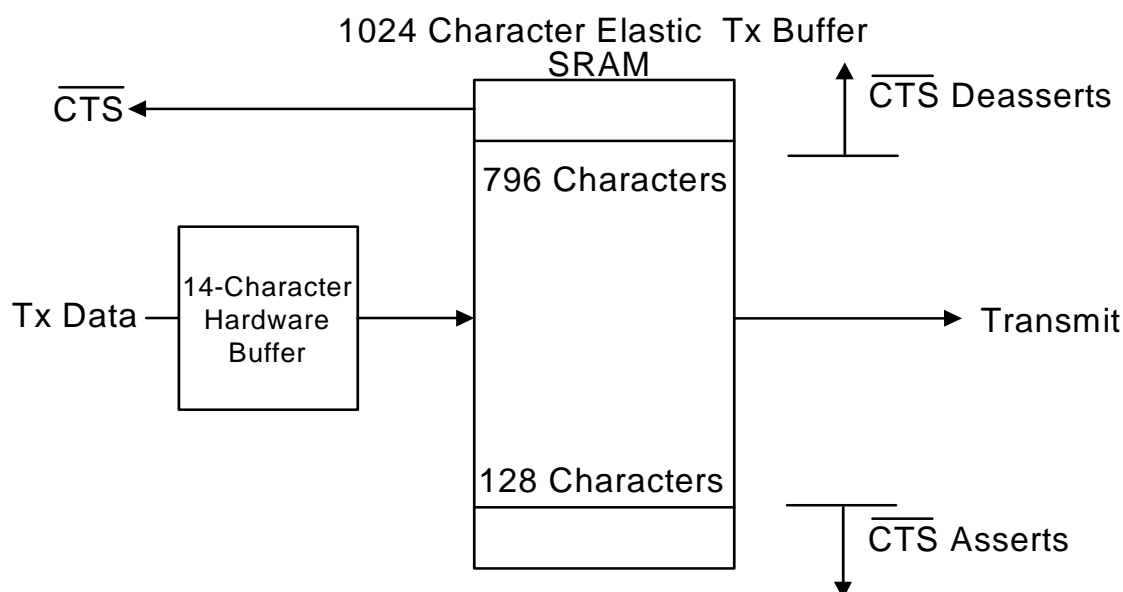 1024 Character Elastic Tx Buffer
SRAM
CTS
CTS Deasserts
796 Characters
14-Character
Hardware
Buffer
Tx Data
Transmit
128 Characters
CTS Asserts